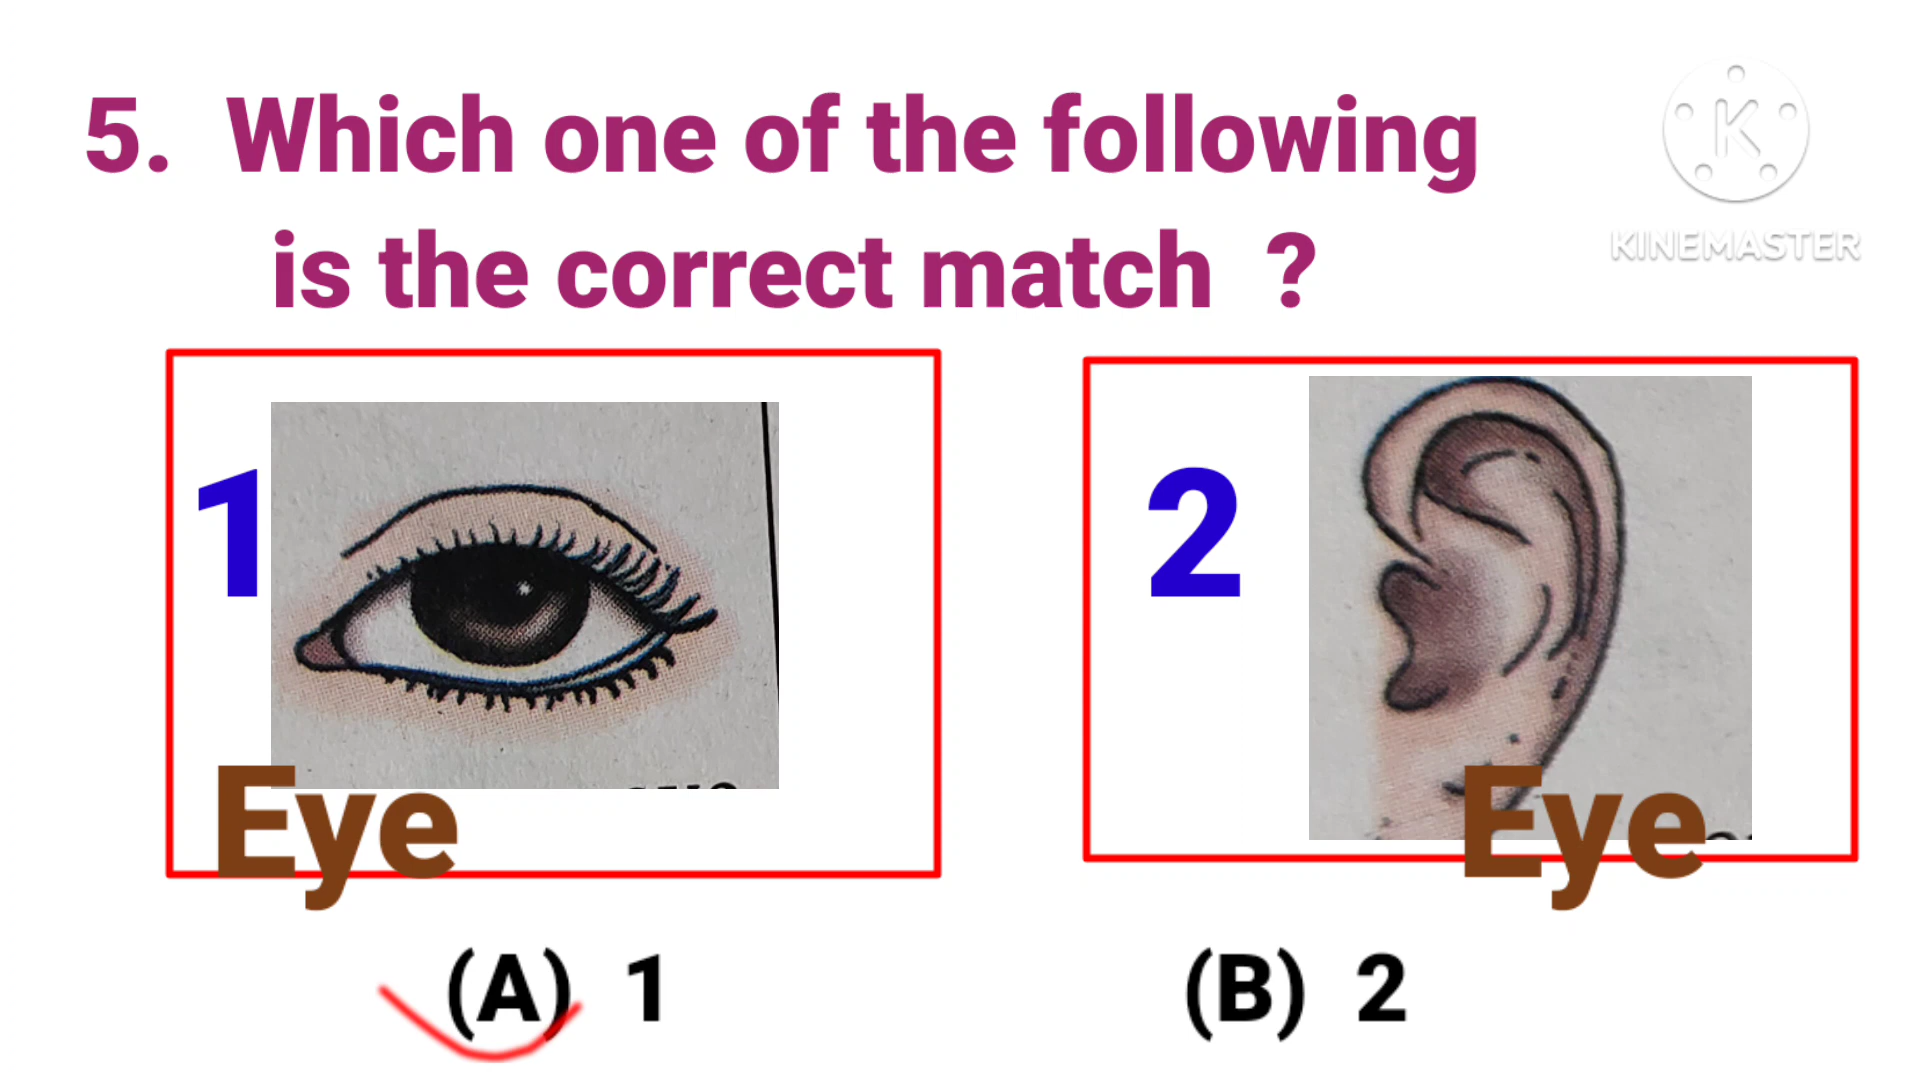 5. Which one of the following
is the correct match ?
KINEMASTER
1
2
Eye
Eye
(A) 1
(B) 2